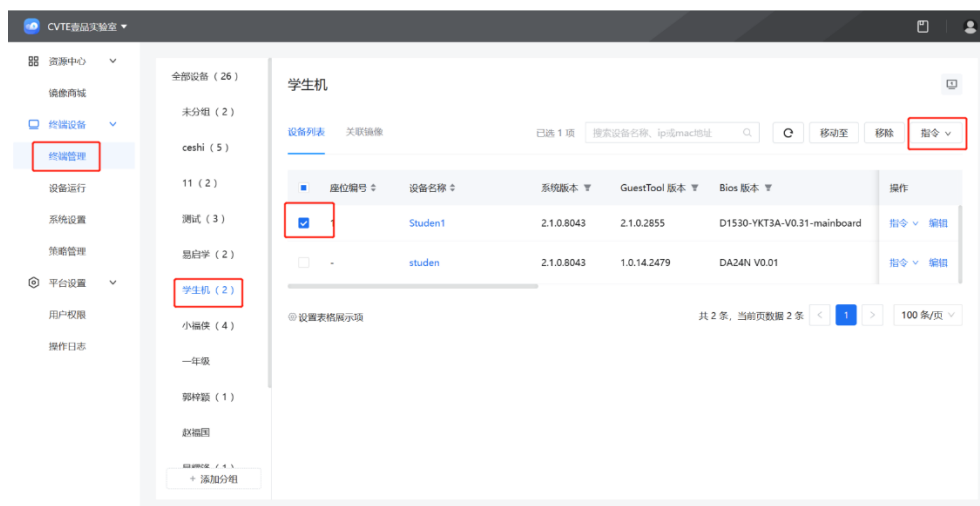 CVTE壹品实验室
资源中心
镜像商城
终端设备
终端管理
设备运行
系统设置
策略管理
平台设置
用户权限
操作日志
全部设备（26）
未分组（2）
ceshi（5）
11（2）
测试（3）
易启学（2）
学生机（2）
小福侠（4）
一年级
郭梓颖（1）
赵福国
+ 添加分组
学生机
设备列表 关联镜像 已选 1 项 搜索设备名称、ip或mac地址 移动至 移除 指令
座位编号 设备名称 系统版本 GuestTool 版本 Bios 版本 操作
1 Studen1 2.1.0.8043 2.1.0.2855 D1530-YKT3A-V0.31-mainboard 指令 编辑
- studen 2.1.0.8043 1.0.14.2479 DA24N V0.01 指令 编辑
设置表格展示项 共 2 条，当前页数据 2 条 < 1 > 100 条/页